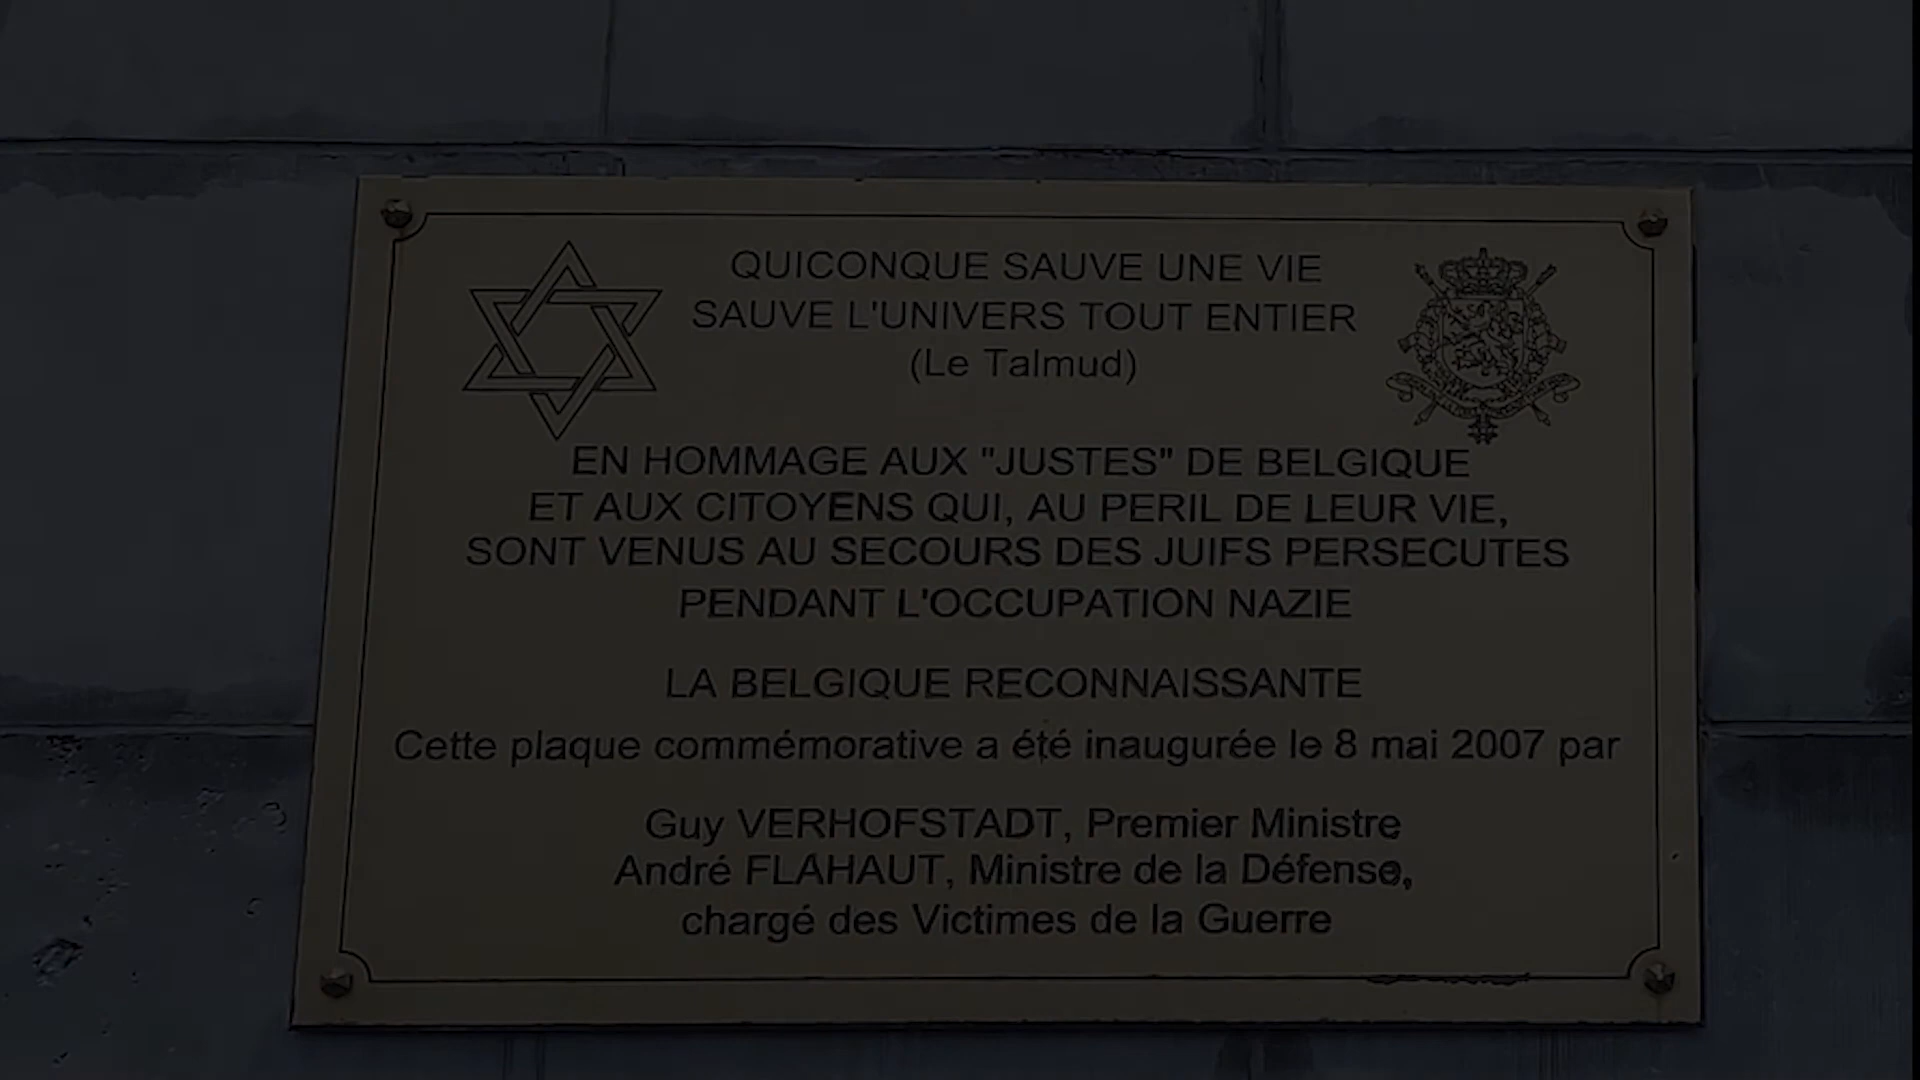 QUICONQUE SAUVE UNE VIE
SAUVE L'UNIVERS TOUT ENTIER
(Le Talmud)
EN HOMMAGE AUX "JUSTES" DE BELGIQUE
ET AUX CITOYENS QUI, AU PERIL DE LEUR VIE,
SONT VENUS AU SECOURS DES JUIFS PERSECUTES
PENDANT L'OCCUPATION NAZIE
LA BELGIQUE RECONNAISSANTE
Cette plaque commémorative a été inaugurée le 8 mai 2007 par
Guy VERHOFSTADT, Premier Ministre
André FLAHAUT, Ministre de la Défense,
chargé des Victimes de la Guerre